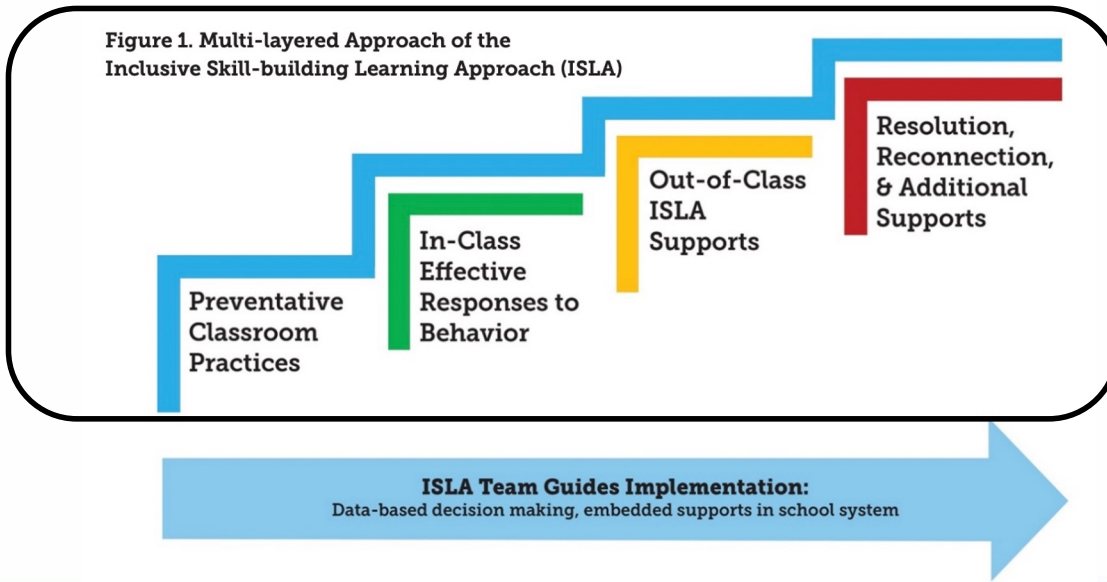 Figure 1. Multi-layered Approach of the
Inclusive Skill-building Learning Approach (ISLA)
Preventative
Classroom
Practices
In-Class
Effective
Responses to
Behavior
Out-of-Class
ISLA
Supports
Resolution,
Reconnection,
& Additional
Supports
ISLA Team Guides Implementation:
Data-based decision making, embedded supports in school system